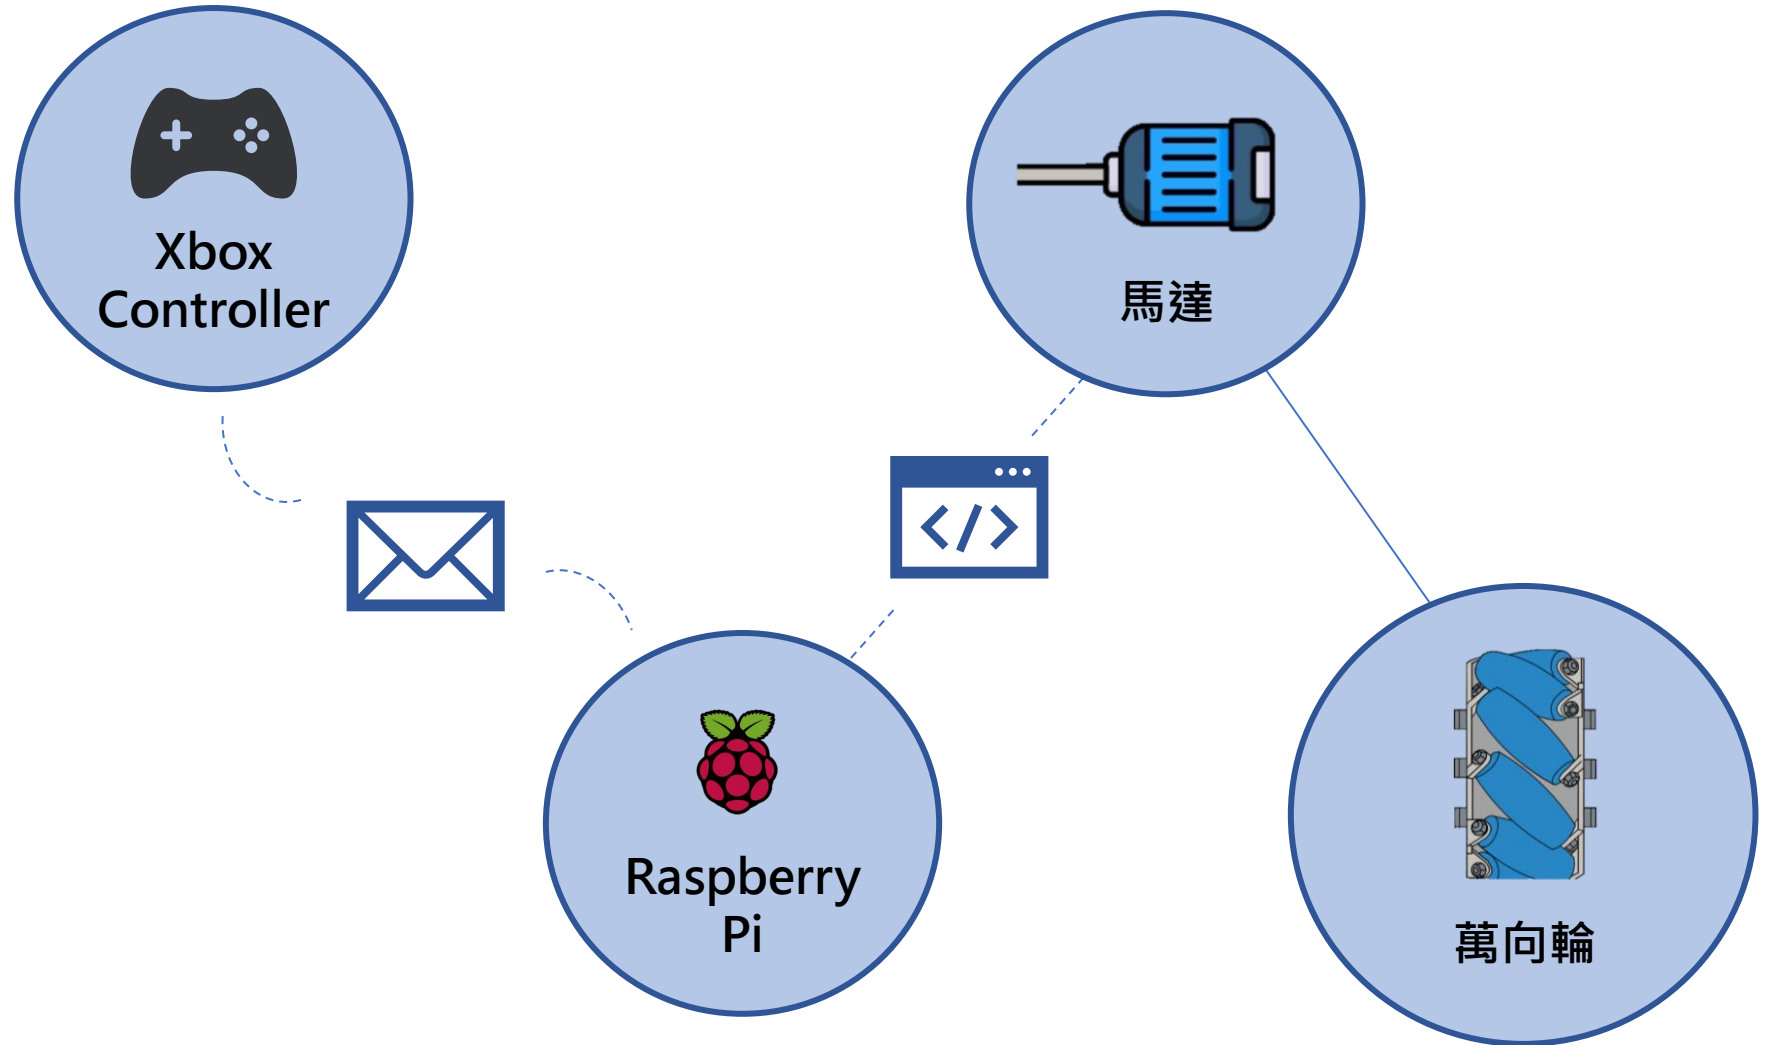 Xbox
Controller
馬達
Raspberry
Pi
萬向輪